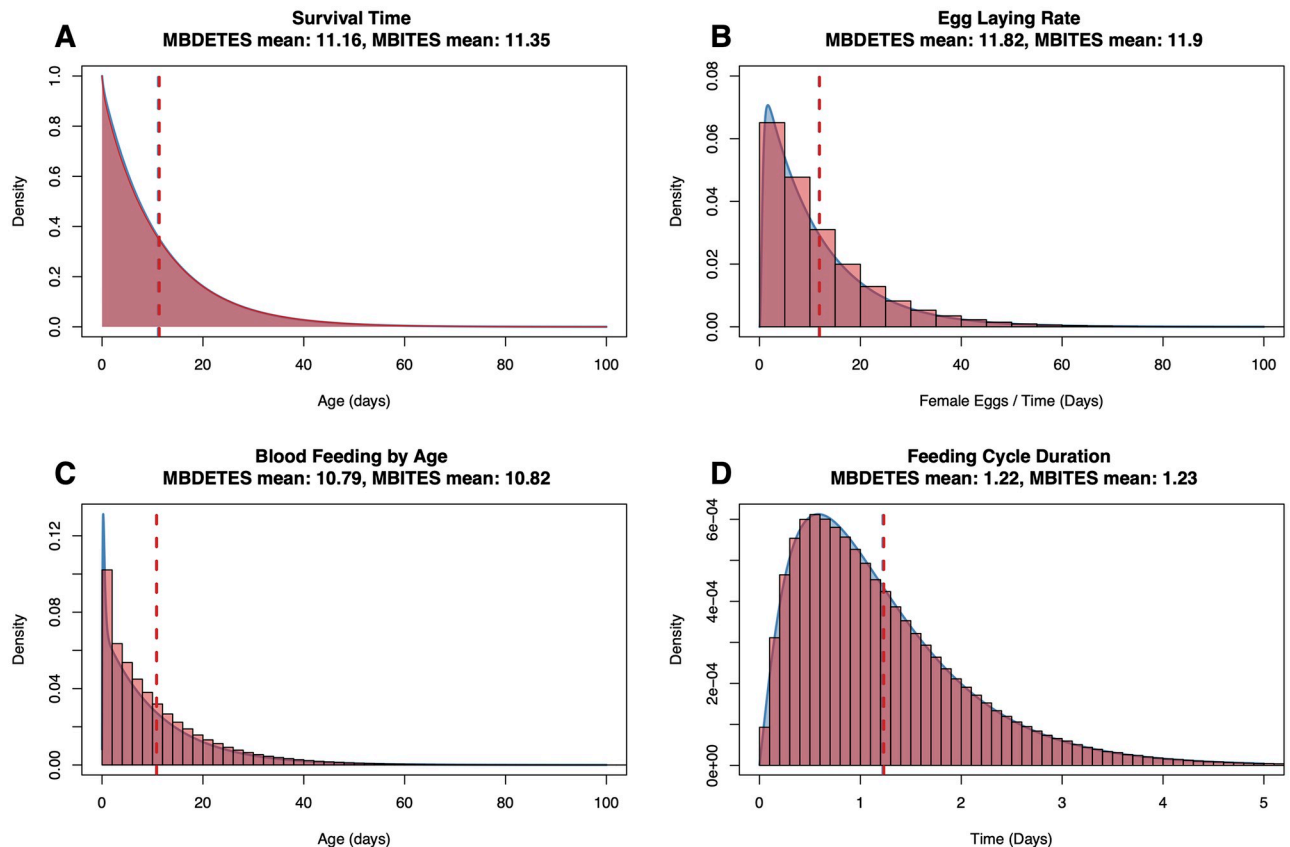 A
Survival Time
MBDETES mean: 11.16, MBITES mean: 11.35
Density
1.0
0.8
0.6
0.4
0.2
0.0
0 20 40 60 80 100
Age (days)
B
Egg Laying Rate
MBDETES mean: 11.82, MBITES mean: 11.9
Density
0.08
0.06
0.04
0.02
0.00
0 20 40 60 80 100
Female Eggs / Time (Days)
C
Blood Feeding by Age
MBDETES mean: 10.79, MBITES mean: 10.82
Density
0.12
0.08
0.04
0.00
0 20 40 60 80 100
Age (days)
D
Feeding Cycle Duration
MBDETES mean: 1.22, MBITES mean: 1.23
Density
6e−04
4e−04
2e−04
0e+00
0 1 2 3 4 5
Time (Days)